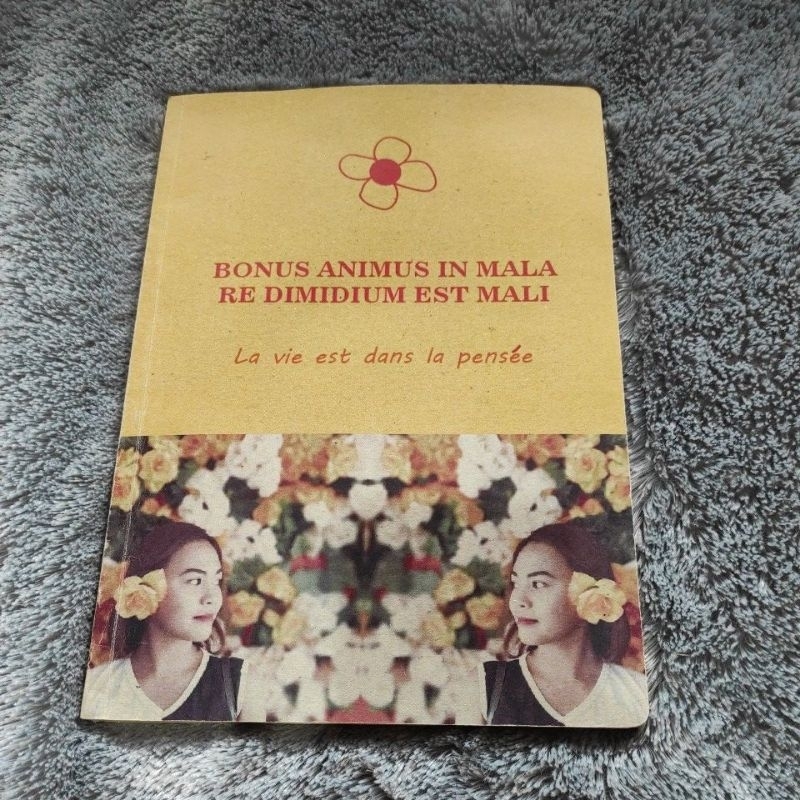 BONUS ANIMUS IN MALA
RE DIMIDIUM EST MALI
La vie est dans la pensée